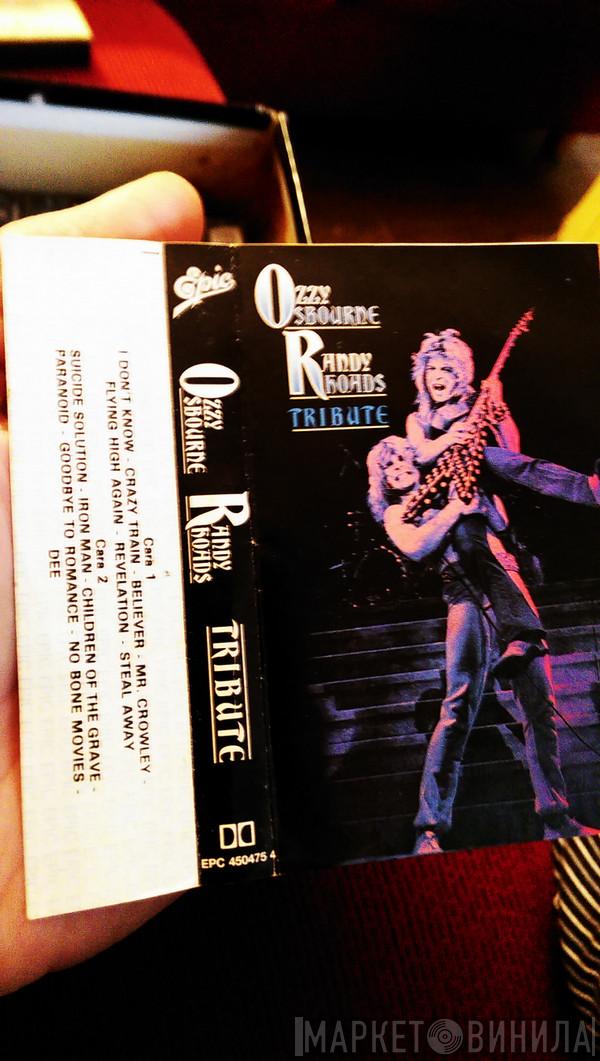 Cara 1
I DON'T KNOW - CRAZY TRAIN - BELIEVER - MR. CROWLEY -
FLYING HIGH AGAIN - REVELATION - STEAL AWAY
Cara 2
SUICIDE SOLUTION - IRON MAN - CHILDREN OF THE GRAVE -
PARANOID - GOODBYE TO ROMANCE - NO BONE MOVIES -
DEE
Epic
OZZY
OSBOURNE
RANDY
RHOADS
TRIBUTE
EPC 450475 4
OZZY
OSBOURNE
RANDY
RHOADS
TRIBUTE
МАРКЕТ ВИНИЛА